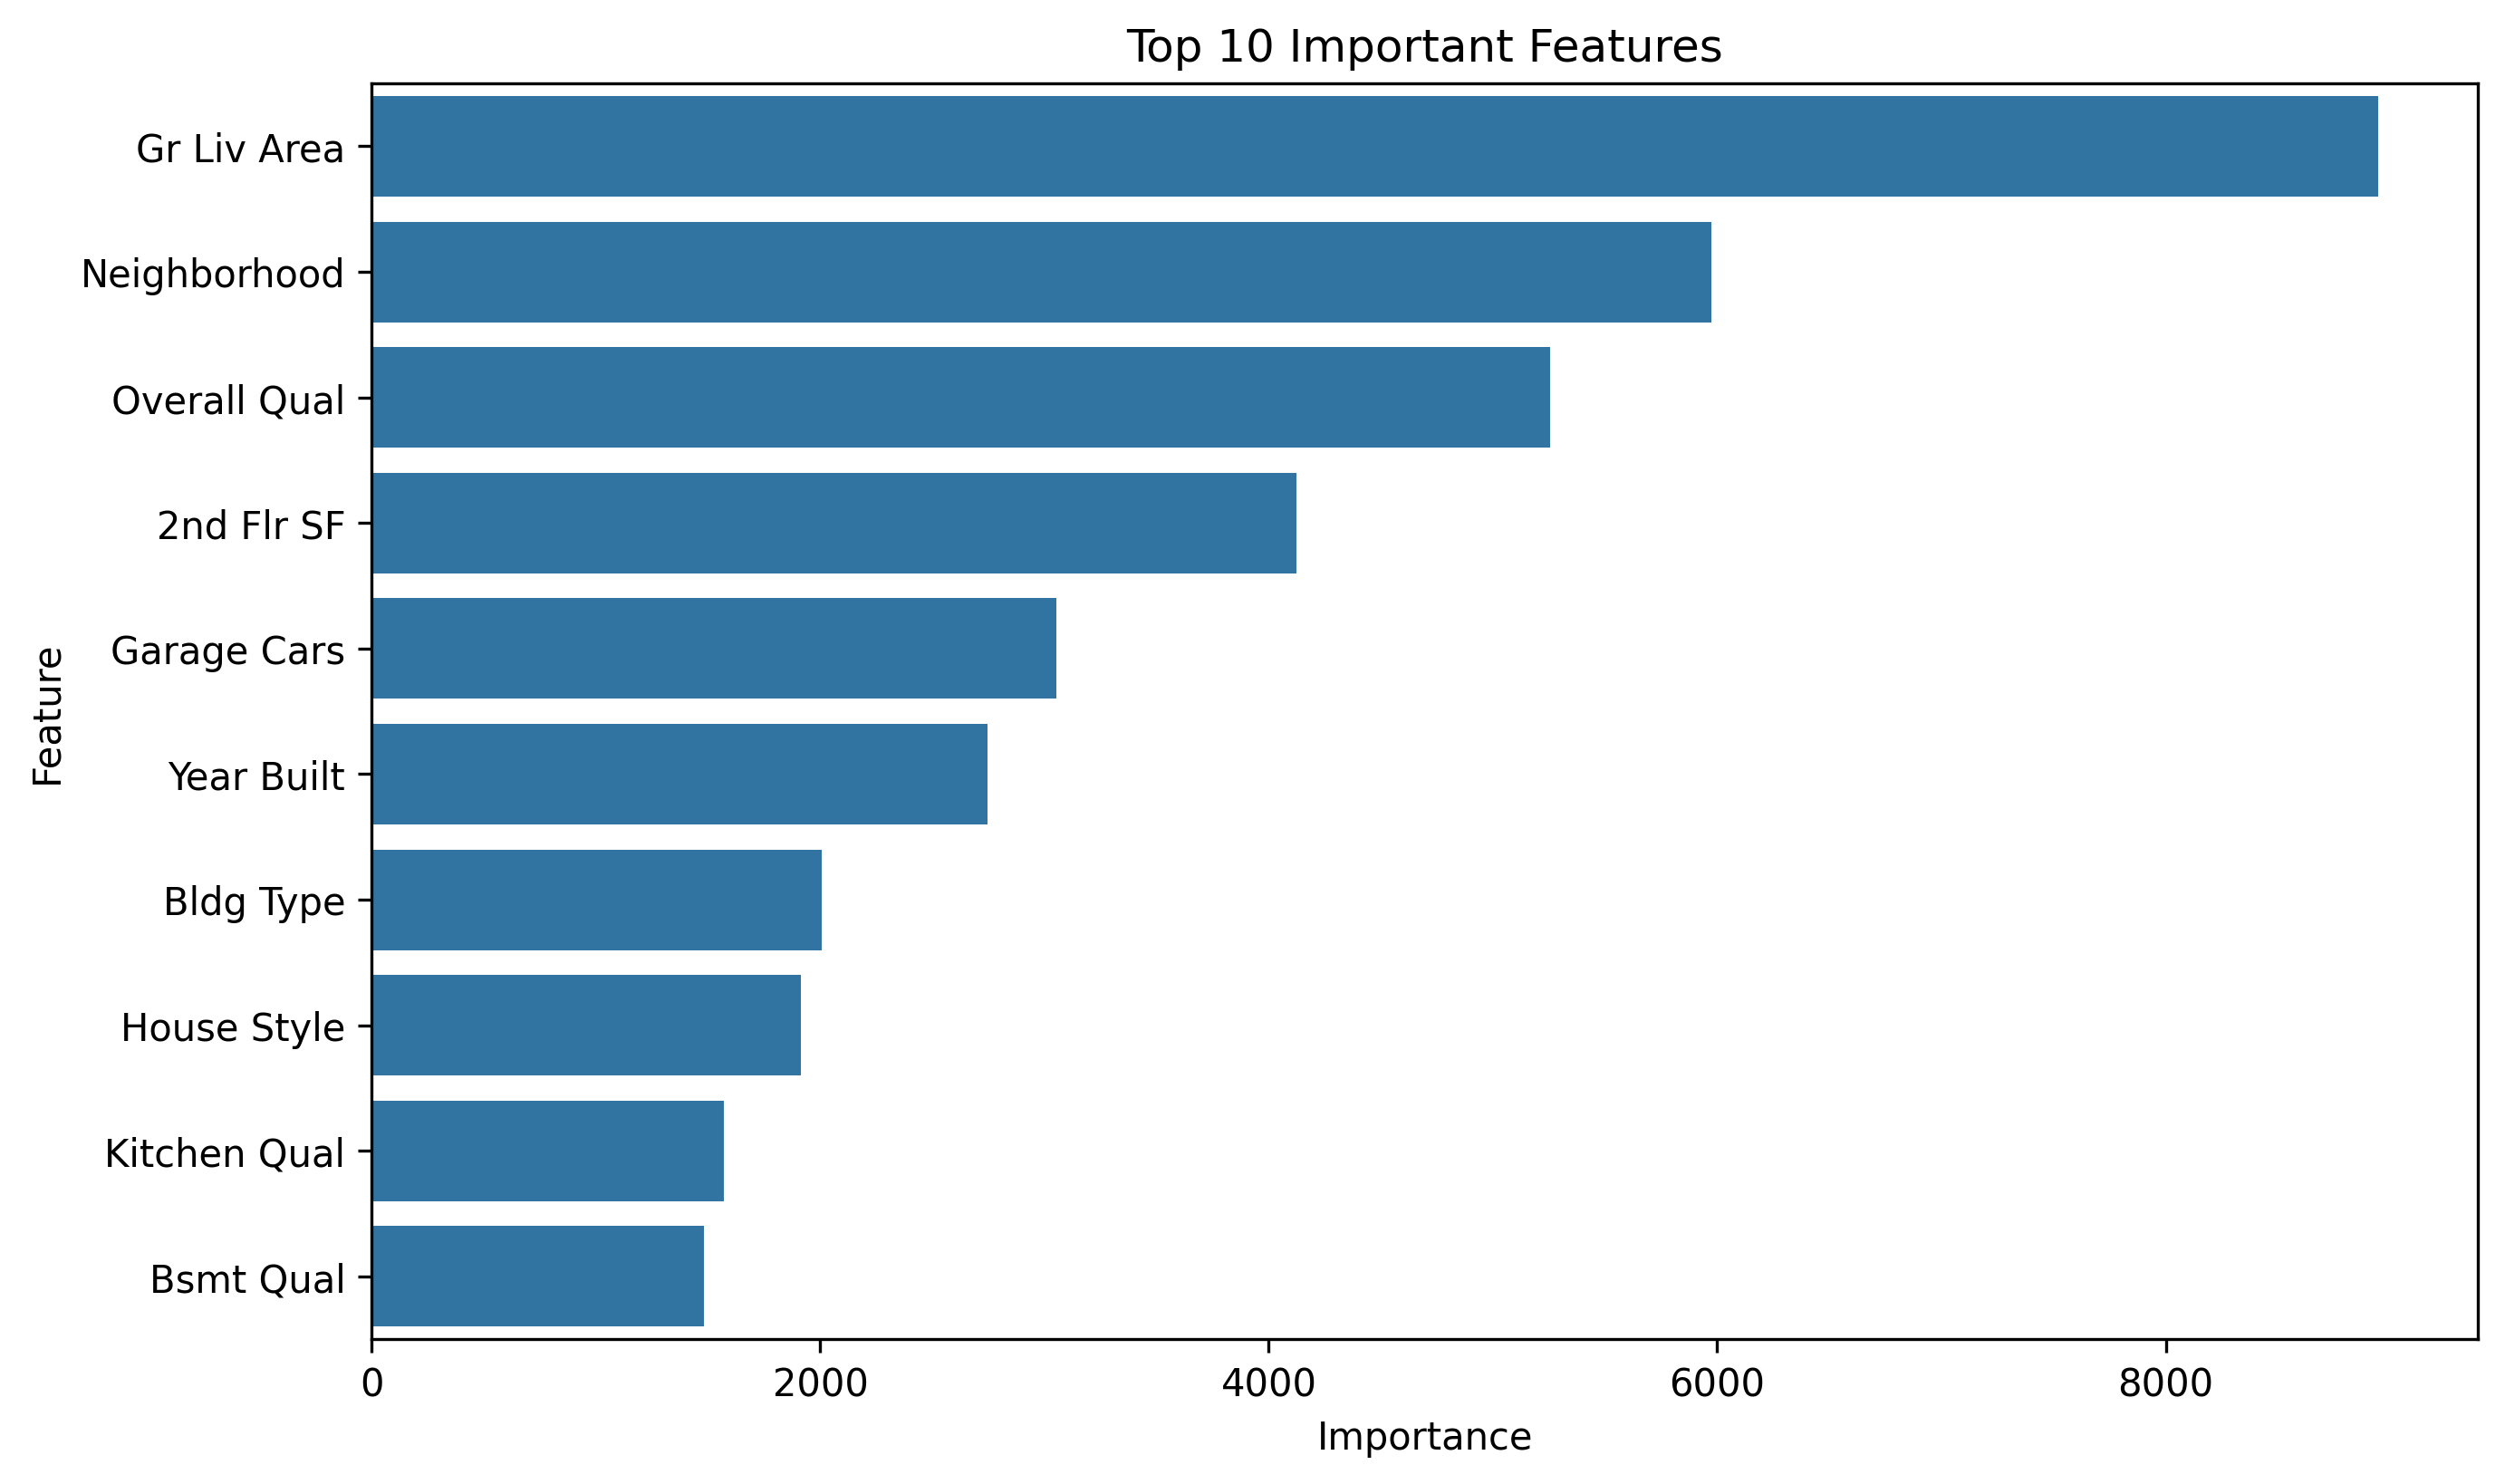 Top 10 Important Features
Feature
Gr Liv Area
Neighborhood
Overall Qual
2nd Flr SF
Garage Cars
Year Built
Bldg Type
House Style
Kitchen Qual
Bsmt Qual
0 2000 4000 6000 8000
Importance